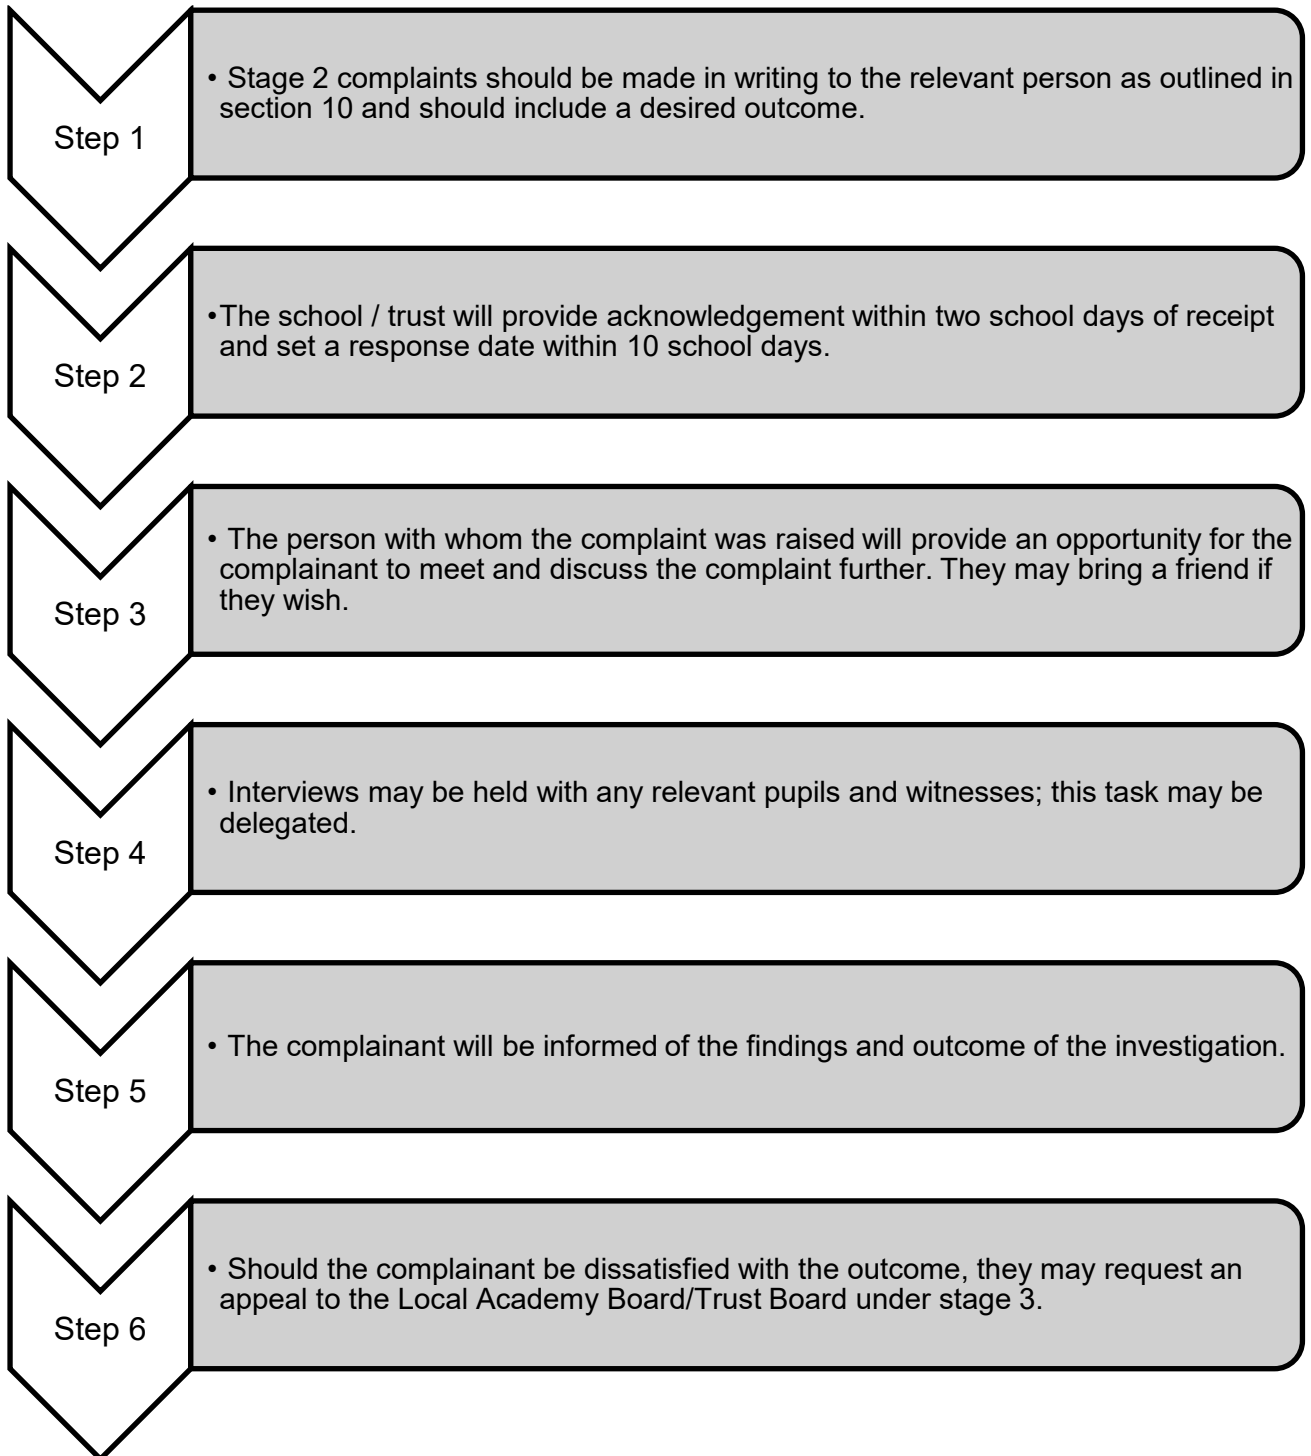 Step 1
• Stage 2 complaints should be made in writing to the relevant person as outlined in
section 10 and should include a desired outcome.
Step 2
•The school / trust will provide acknowledgement within two school days of receipt
and set a response date within 10 school days.
Step 3
• The person with whom the complaint was raised will provide an opportunity for the
complainant to meet and discuss the complaint further. They may bring a friend if
they wish.
Step 4
• Interviews may be held with any relevant pupils and witnesses; this task may be
delegated.
Step 5
• The complainant will be informed of the findings and outcome of the investigation.
Step 6
• Should the complainant be dissatisfied with the outcome, they may request an
appeal to the Local Academy Board/Trust Board under stage 3.